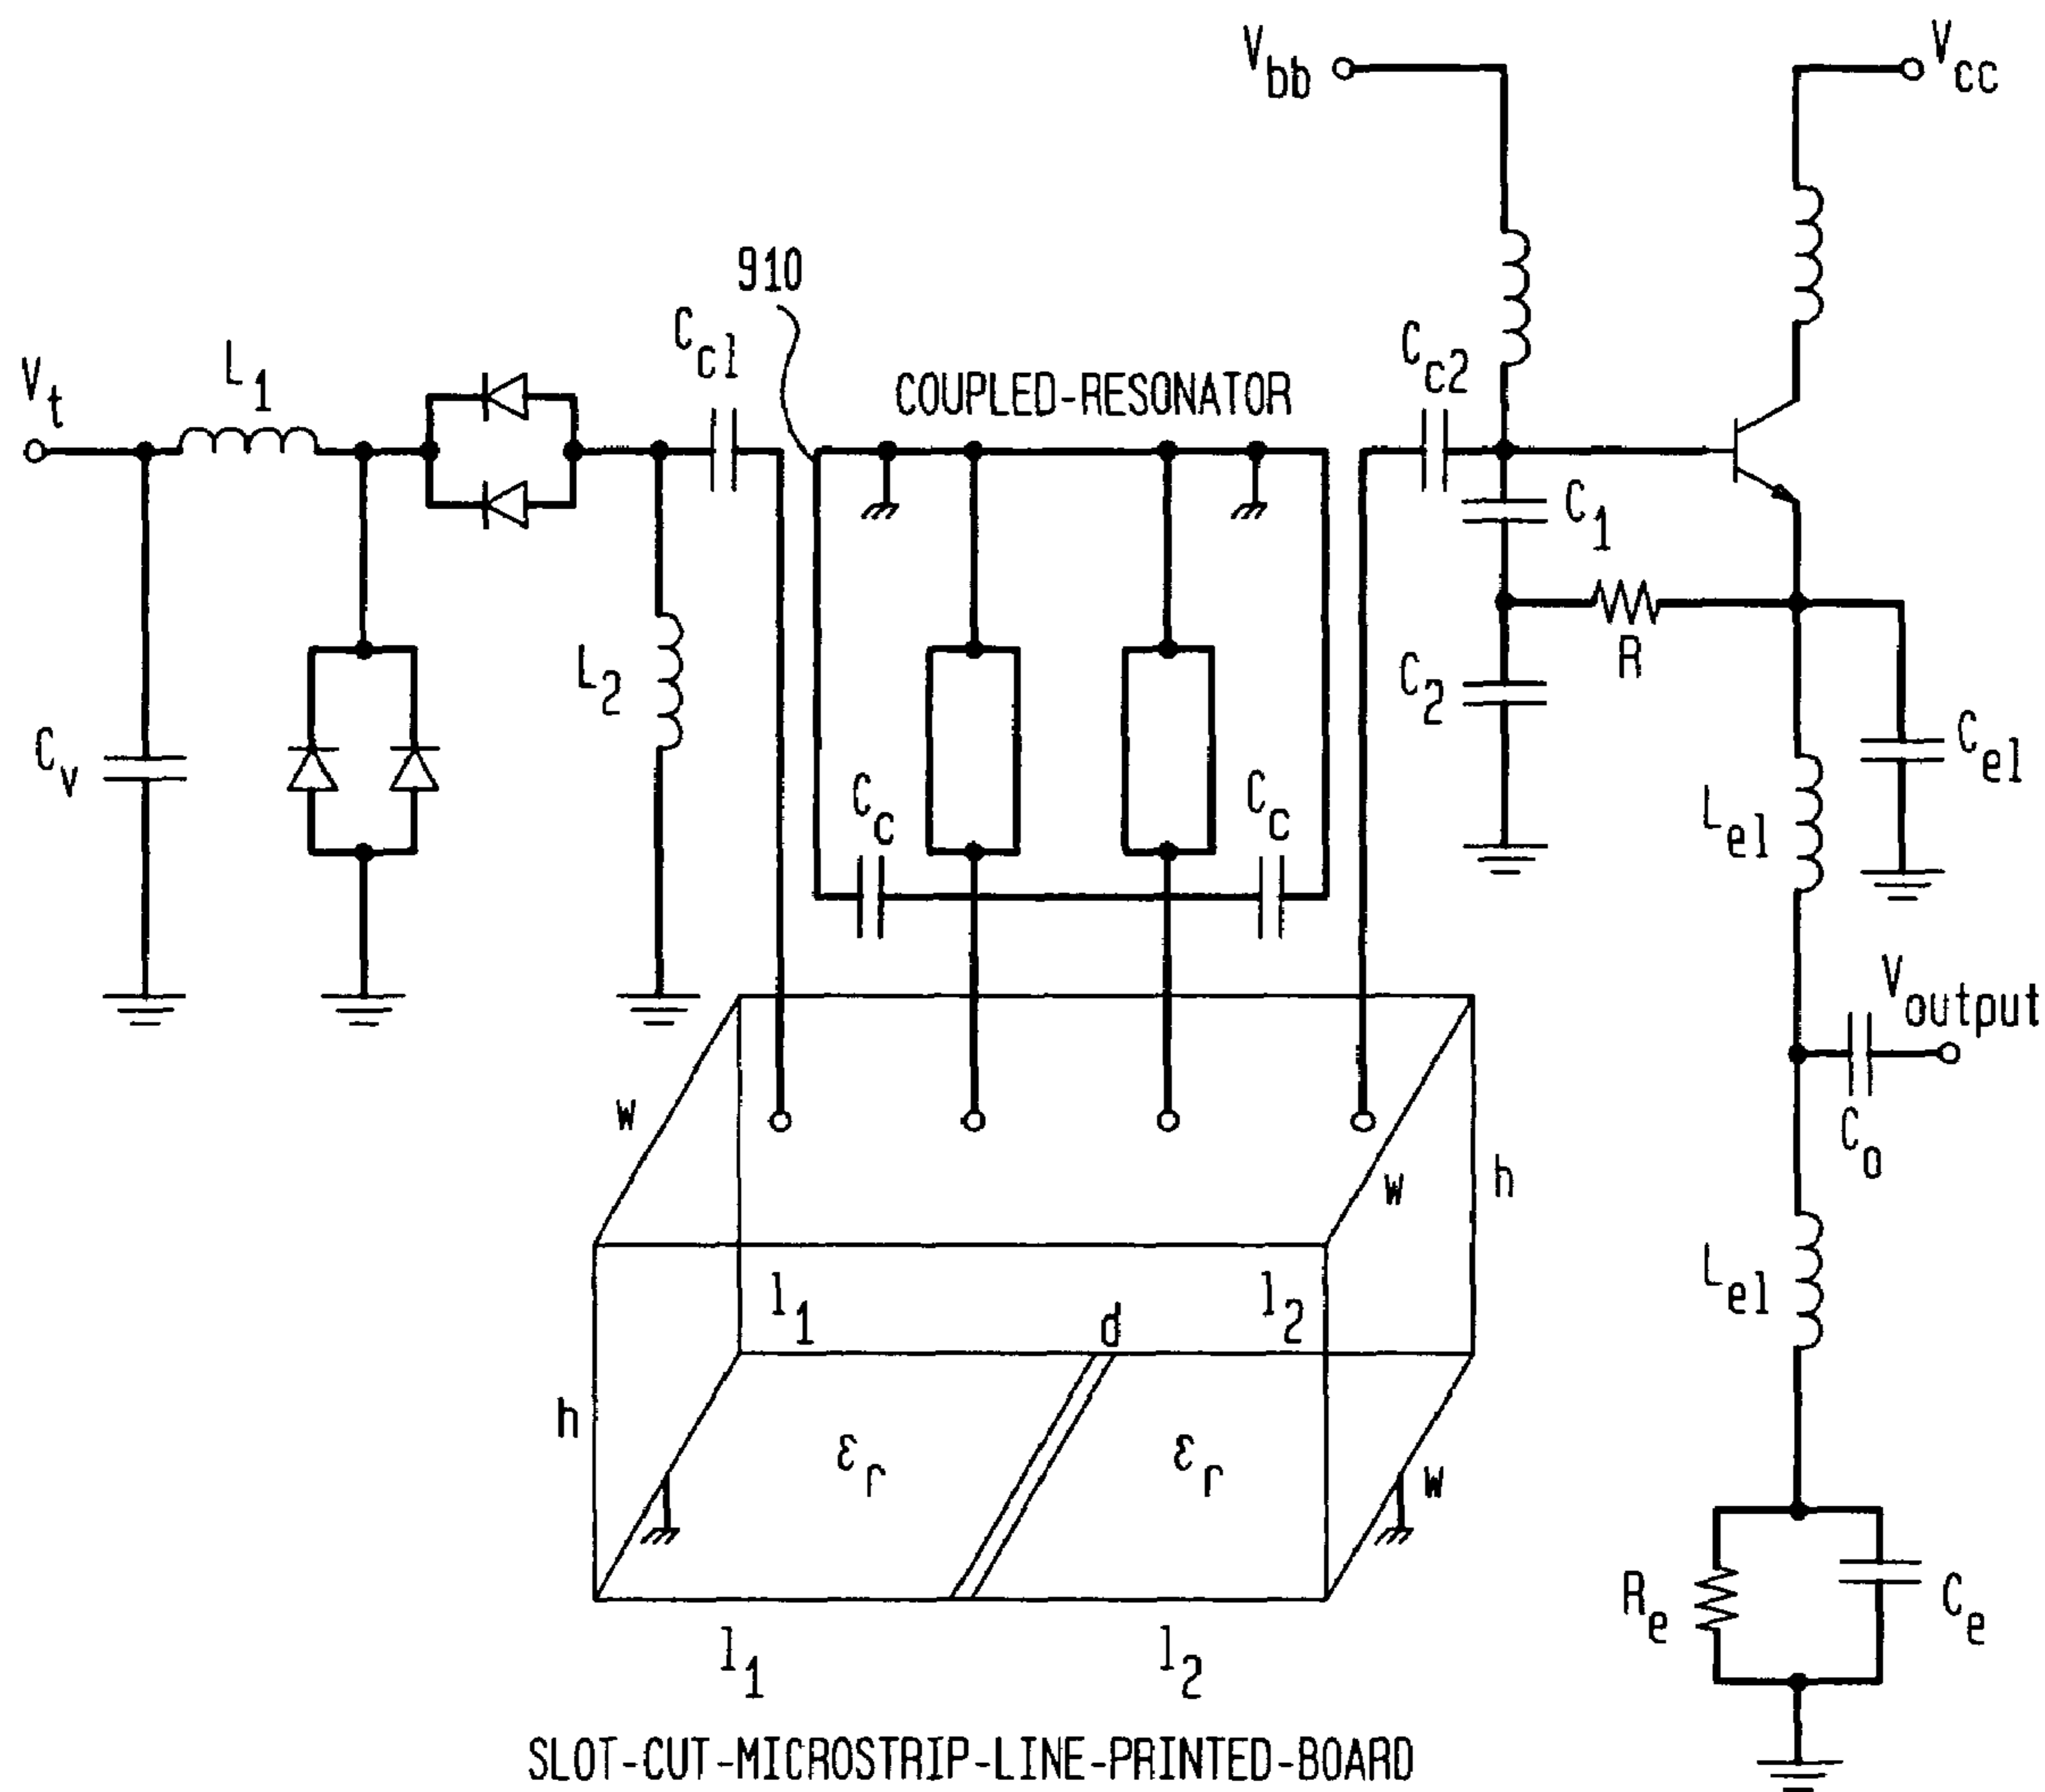 V_bb
V_cc
910
C_c1
C_c2
L_1
V_t
COUPLED-RESONATOR
C_1
L_2
C_2
R
C_v
C_c
C_c
C_e1
L_e1
V_output
w
C_o
w
h
l_1
l_2
d
L_e1
h
ε_r
ε_r
w
R_e
C_e
l_1
l_2
SLOT-CUT-MICROSTRIP-LINE-PRINTED-BOARD